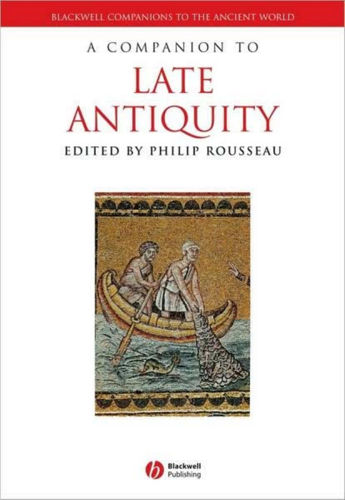 BLACKWELL COMPANIONS TO THE ANCIENT WORLD
A COMPANION TO
LATE
ANTIQUITY
EDITED BY PHILIP ROUSSEAU
Blackwell
Publishing